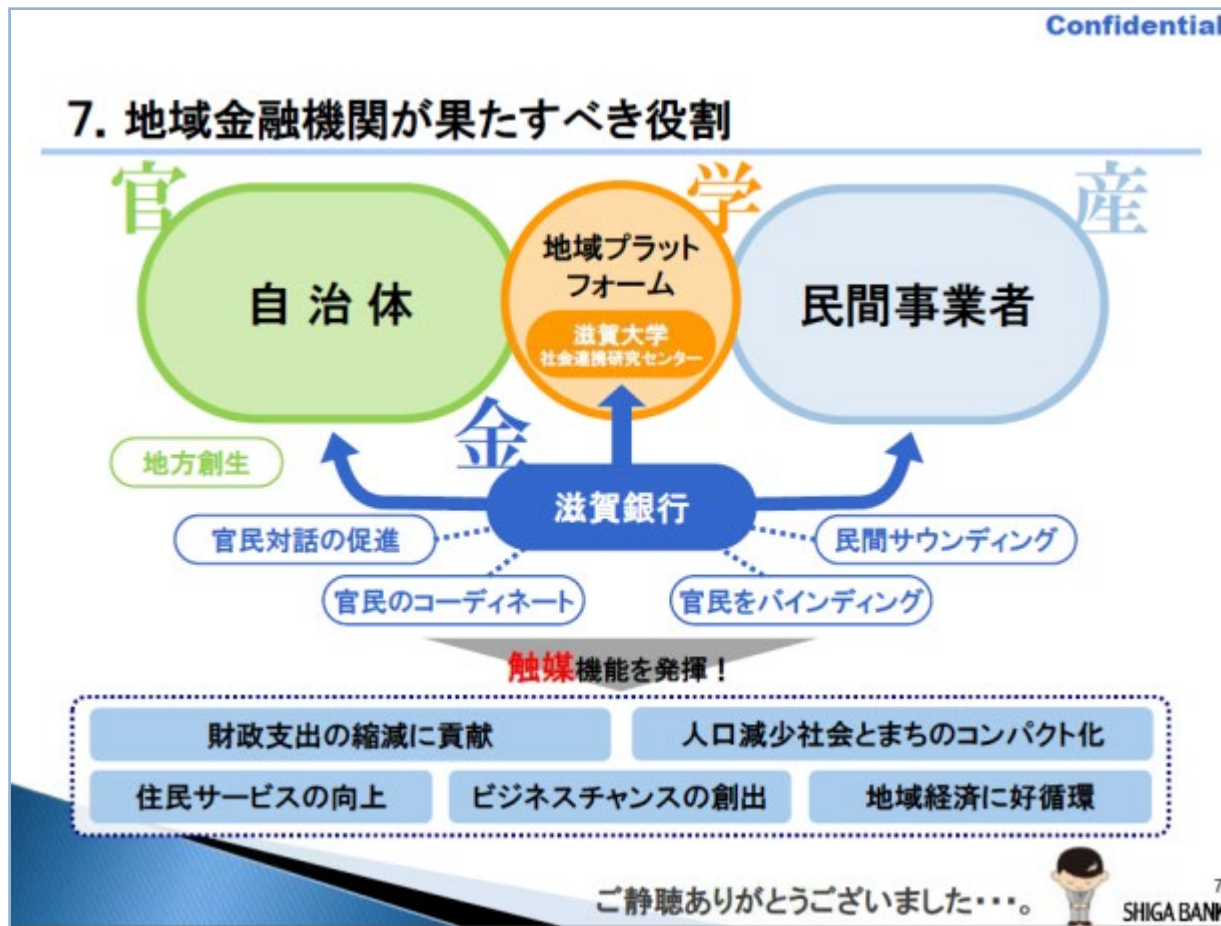 Confidential
7. 地域金融機関が果たすべき役割
官
学
産
自治体
地域プラット
フォーム
滋賀大学
社会連携研究センター
民間事業者
金
地方創生
滋賀銀行
官民対話の促進
民間サウンディング
官民のコーディネート
官民をバインディング
触媒機能を発揮！
財政支出の縮減に貢献
人口減少社会とまちのコンパクト化
住民サービスの向上
ビジネスチャンスの創出
地域経済に好循環
ご静聴ありがとうございました・・・。
7
SHIGA BANK